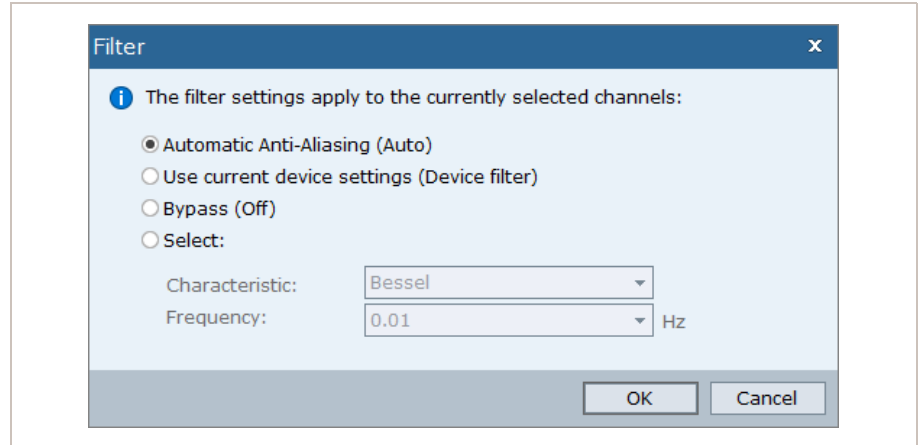 Filter x
i The filter settings apply to the currently selected channels:
Automatic Anti-Aliasing (Auto)
Use current device settings (Device filter)
Bypass (Off)
Select:
Characteristic: Bessel
Frequency: 0.01 Hz
OK Cancel